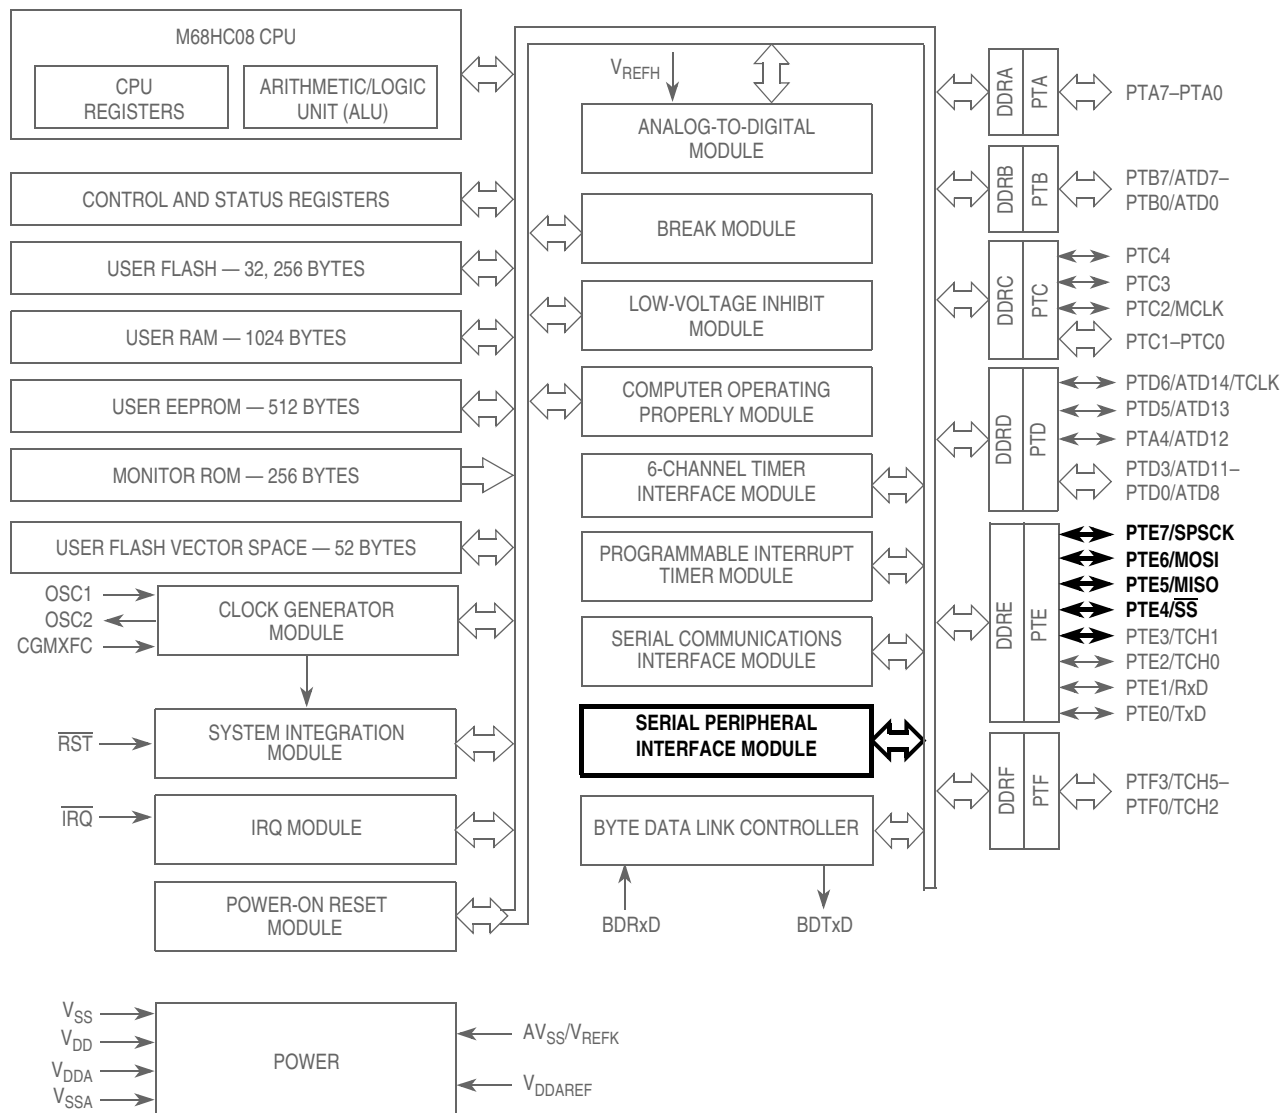 M68HC08 CPU
CPU
REGISTERS
ARITHMETIC/LOGIC
UNIT (ALU)
CONTROL AND STATUS REGISTERS
USER FLASH — 32, 256 BYTES
USER RAM — 1024 BYTES
USER EEPROM — 512 BYTES
MONITOR ROM — 256 BYTES
USER FLASH VECTOR SPACE — 52 BYTES
OSC1
OSC2
CGMXFC
CLOCK GENERATOR
MODULE
RST
SYSTEM INTEGRATION
MODULE
IRQ
IRQ MODULE
POWER-ON RESET
MODULE
VSS
VDD
VDDA
VSSA
POWER
AVSS/VREFK
VDDAREF
VREFH
ANALOG-TO-DIGITAL
MODULE
BREAK MODULE
LOW-VOLTAGE INHIBIT
MODULE
COMPUTER OPERATING
PROPERLY MODULE
6-CHANNEL TIMER
INTERFACE MODULE
PROGRAMMABLE INTERRUPT
TIMER MODULE
SERIAL COMMUNICATIONS
INTERFACE MODULE
SERIAL PERIPHERAL
INTERFACE MODULE
BYTE DATA LINK CONTROLLER
BDRxD
BDTxD
DDRA
PTA
PTA7–PTA0
DDRB
PTB
PTB7/ATD7–
PTB0/ATD0
DDRC
PTC
PTC4
PTC3
PTC2/MCLK
PTC1–PTC0
DDRD
PTD
PTD6/ATD14/TCLK
PTD5/ATD13
PTA4/ATD12
PTD3/ATD11–
PTD0/ATD8
DDRE
PTE
PTE7/SPSCK
PTE6/MOSI
PTE5/MISO
PTE4/SS
PTE3/TCH1
PTE2/TCH0
PTE1/RxD
PTE0/TxD
DDRF
PTF
PTF3/TCH5–
PTF0/TCH2